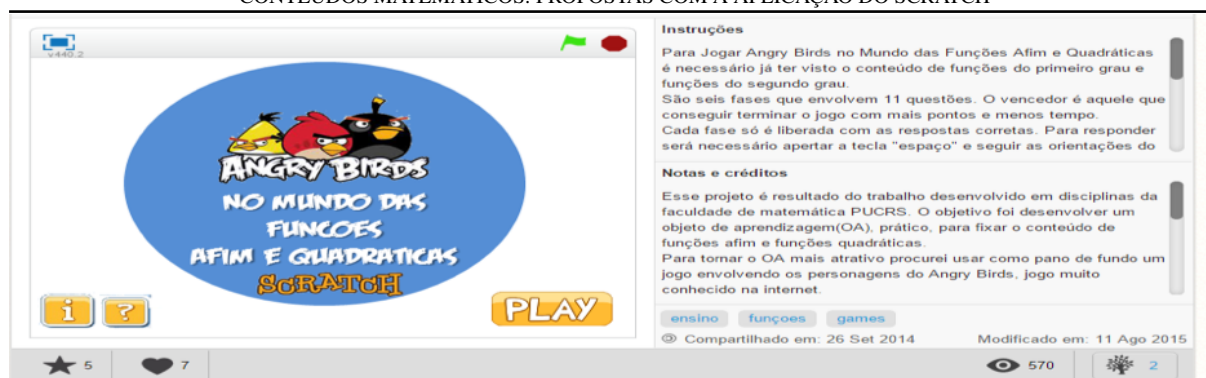 CONTEÚDOS MATEMÁTICOS: PROPOSTAS COM A APLICAÇÃO DO SCRATCH
v440.2
ANGRY BIRDS
NO MUNDO DAS
FUNCOES
AFIM E QUADRATICAS
SCRATCH
i
?
PLAY
Instruções
Para Jogar Angry Birds no Mundo das Funções Afim e Quadráticas
é necessário já ter visto o conteúdo de funções do primeiro grau e
funções do segundo grau.
São seis fases que envolvem 11 questões. O vencedor é aquele que
conseguir terminar o jogo com mais pontos e menos tempo.
Cada fase só é liberada com as respostas corretas. Para responder
será necessário apertar a tecla "espaço" e seguir as orientações do
Notas e créditos
Esse projeto é resultado do trabalho desenvolvido em disciplinas da
faculdade de matemática PUCRS. O objetivo foi desenvolver um
objeto de aprendizagem(OA), prático, para fixar o conteúdo de
funções afim e funções quadráticas.
Para tornar o OA mais atrativo procurei usar como pano de fundo um
jogo envolvendo os personagens do Angry Birds, jogo muito
conhecido na internet.
ensino funçoes games
Compartilhado em: 26 Set 2014 Modificado em: 11 Ago 2015
5 7 570 2